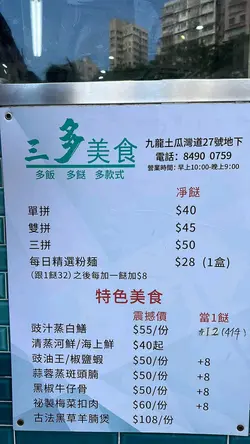 三多美食
多飯 多餸 多款式
九龍土瓜灣道27號地下
電話：8490 0759
營業時間：早上10:00-晚上9:00
淨餸
單拼 $40
雙拼 $45
三拼 $50
每日精選粉麵 $28 (1盒)
(跟1餸32) 之後每加一餸加$8
特色美食
震撼價 當1餸
豉汁蒸白鱔 $55/份
清蒸河鮮/海上鮮 $40起
豉油王/椒鹽蝦 $50/份 +8
蒜蓉蒸斑頭腩 $50/份 +8
黑椒牛仔骨 $50/份 +8
祕製梅菜扣肉 $60/份 +8
古法黑草羊腩煲 $108/份